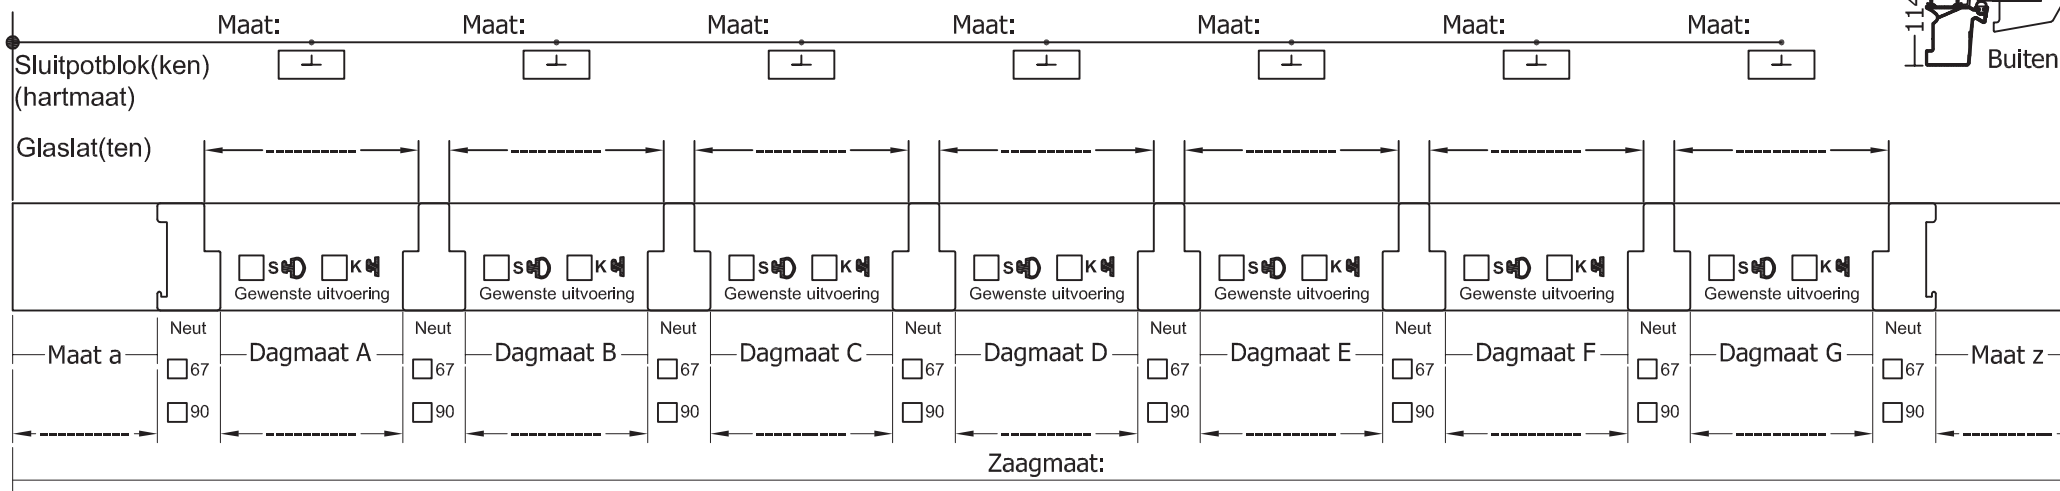 Maat: Maat: Maat: Maat: Maat: Maat: Maat:
114
Sluitpotblok(ken)
(hartmaat)
Buiten
Glaslat(ten)
S K S K S K S K S K S K S K
Gewenste uitvoering Gewenste uitvoering Gewenste uitvoering Gewenste uitvoering Gewenste uitvoering Gewenste uitvoering Gewenste uitvoering
Neut Neut Neut Neut Neut Neut Neut Neut
Maat a Dagmaat A Dagmaat B Dagmaat C Dagmaat D Dagmaat E Dagmaat F Dagmaat G Maat z
67 67 67 67 67 67 67 67
90 90 90 90 90 90 90 90
Zaagmaat: